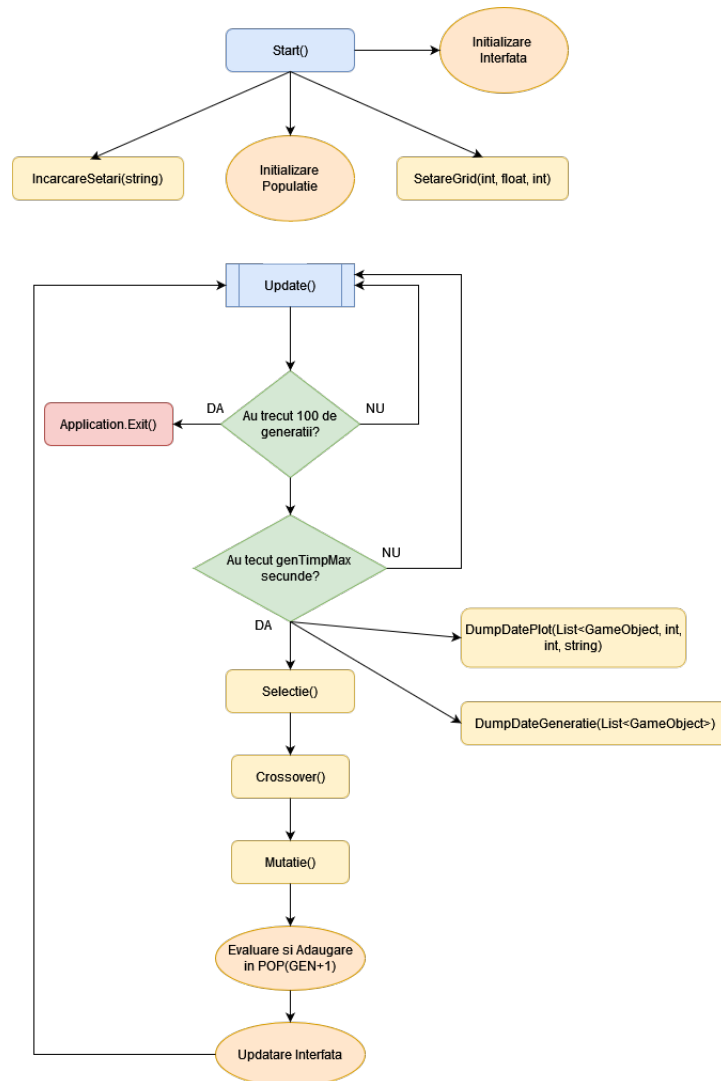 Start()
Initializare
Interfata
IncarcareSetari(string)
Initializare
Populatie
SetareGrid(int, float, int)
Update()
Application.Exit()
DA
Au trecut 100 de
generatii?
NU
Au tecut genTimpMax
secunde?
NU
DA
DumpDatePlot(List<GameObject, int,
int, string)
Selectie()
DumpDateGeneratie(List<GameObject>)
Crossover()
Mutatie()
Evaluare si Adaugare
in POP(GEN+1)
Updatare Interfata